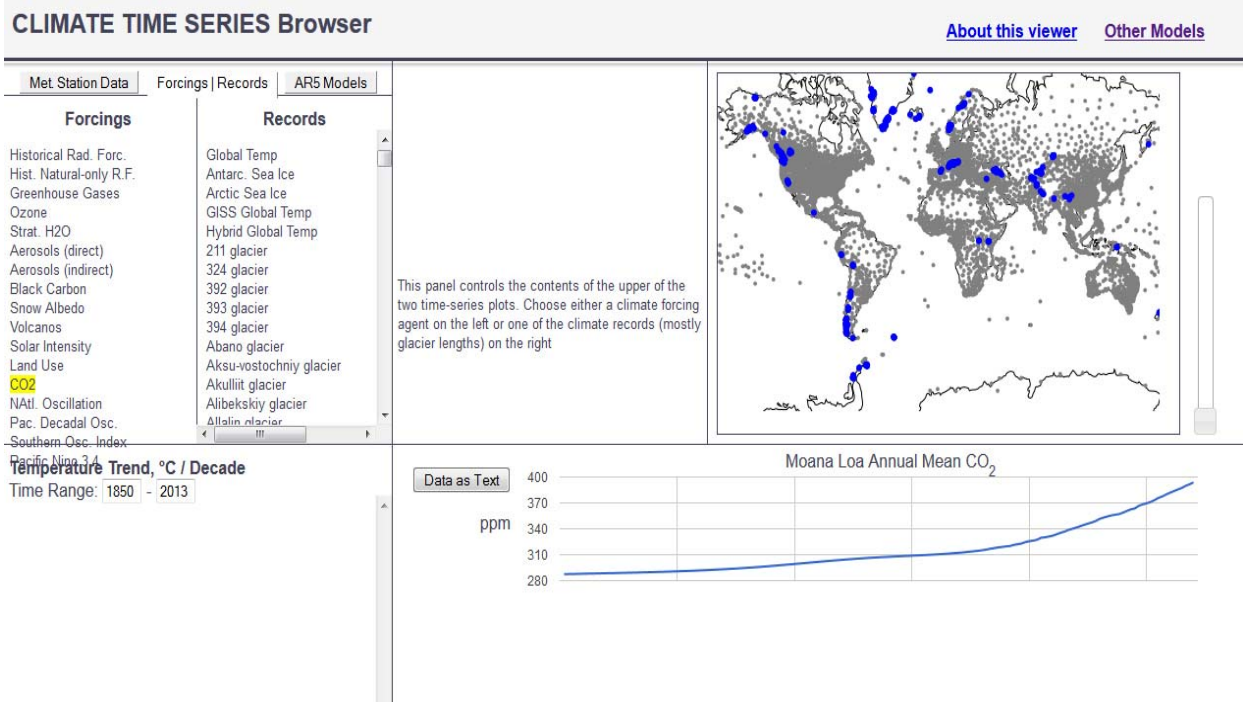 CLIMATE TIME SERIES Browser
About this viewer Other Models
Met. Station Data Forcings | Records AR5 Models
Forcings
Historical Rad. Forc.
Hist. Natural-only R.F.
Greenhouse Gases
Ozone
Strat. H2O
Aerosols (direct)
Aerosols (indirect)
Black Carbon
Snow Albedo
Volcanos
Solar Intensity
Land Use
CO2
NAtl. Oscillation
Pac. Decadal Osc.
Southern Osc. Index
Pacific Nino 3.4
Records
Global Temp
Antarc. Sea Ice
Arctic Sea Ice
GISS Global Temp
Hybrid Global Temp
211 glacier
324 glacier
392 glacier
393 glacier
394 glacier
Abano glacier
Aksu-vostochniy glacier
Akulliit glacier
Alibekskiy glacier
Allalin glacier
This panel controls the contents of the upper of the
two time-series plots. Choose either a climate forcing
agent on the left or one of the climate records (mostly
glacier lengths) on the right
Temperature Trend, °C / Decade
Time Range: 1850 - 2013
Data as Text
Moana Loa Annual Mean CO2
ppm
400
370
340
310
280